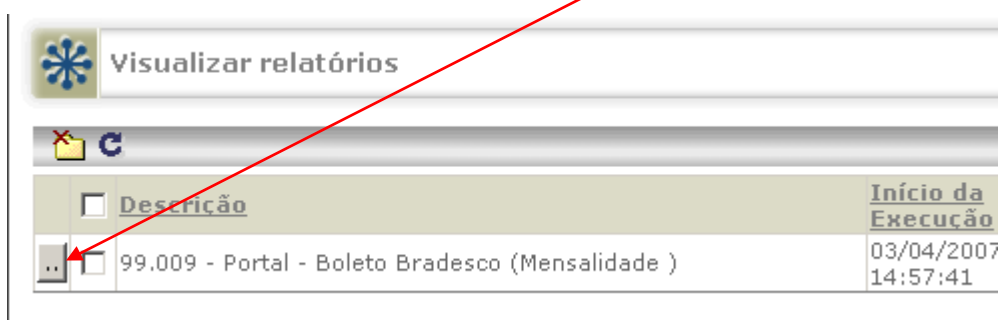 Visualizar relatórios
Descrição
Início da
Execução
.. 99.009 - Portal - Boleto Bradesco (Mensalidade )
03/04/2007
14:57:41